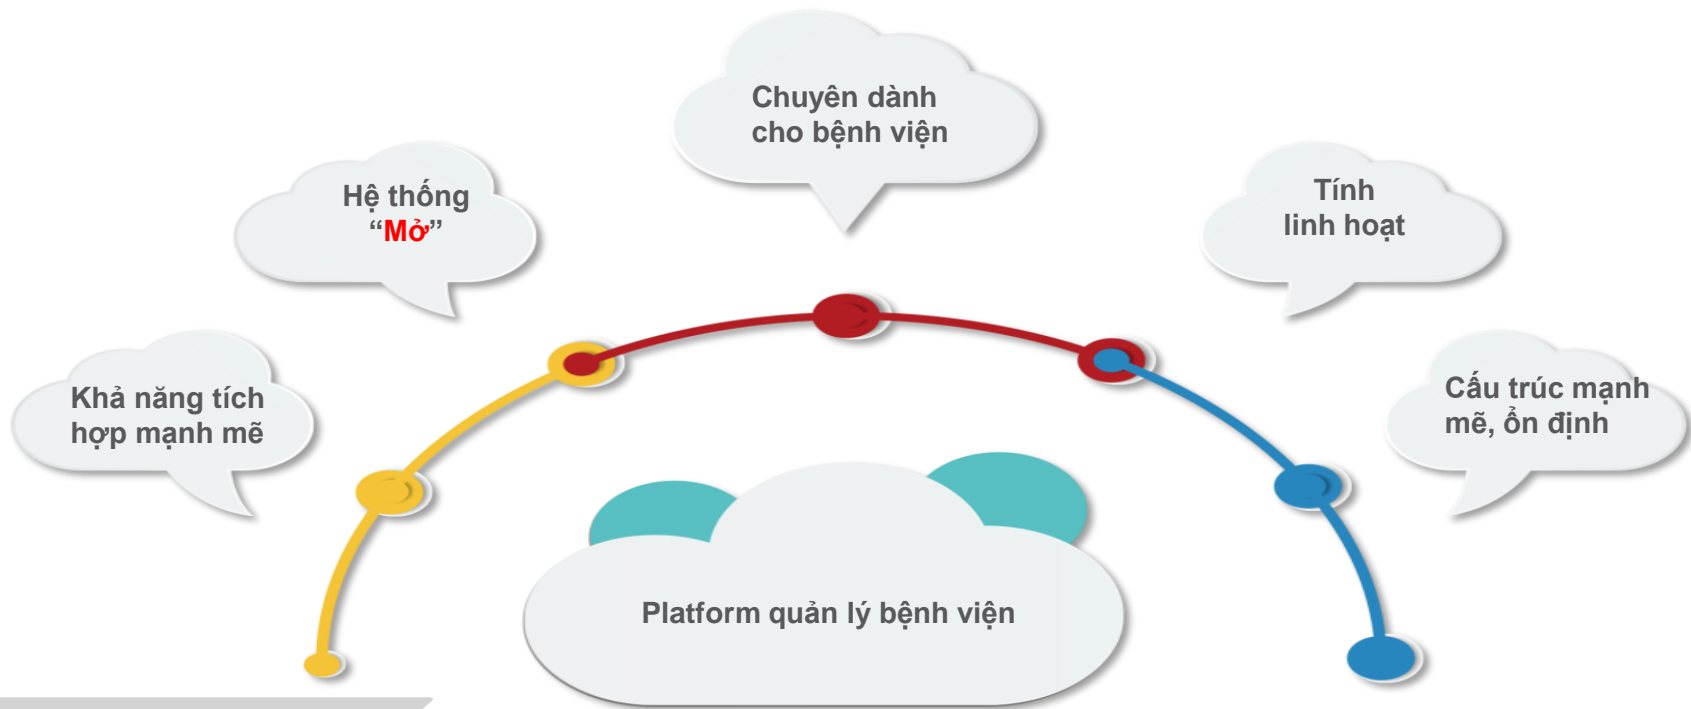 Chuyên dành
cho bệnh viện
Hệ thống
“Mở”
Tính
linh hoạt
Khả năng tích
hợp mạnh mẽ
Cấu trúc mạnh
mẽ, ổn định
Platform quản lý bệnh viện